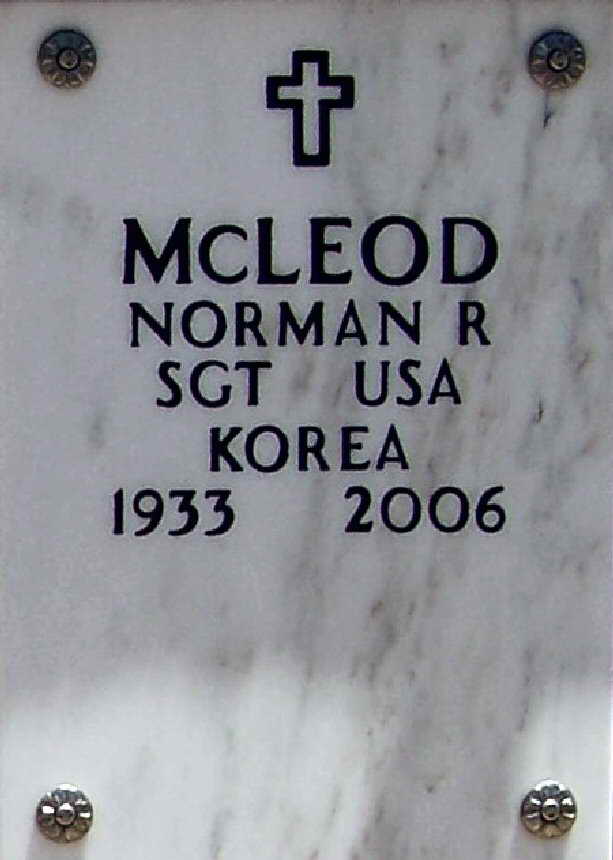 McLEOD
NORMAN R
SGT USA
KOREA
1933 2006